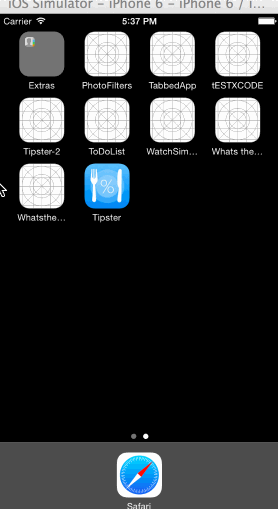 iOS Simulator - iPhone 6 - iPhone 6 / i...
Carrier 5:37 PM
Extras PhotoFilters TabbedApp tESTXCODE
Tipster-2 ToDoList WatchSim... Whats the...
Whatsthe... Tipster
Safari